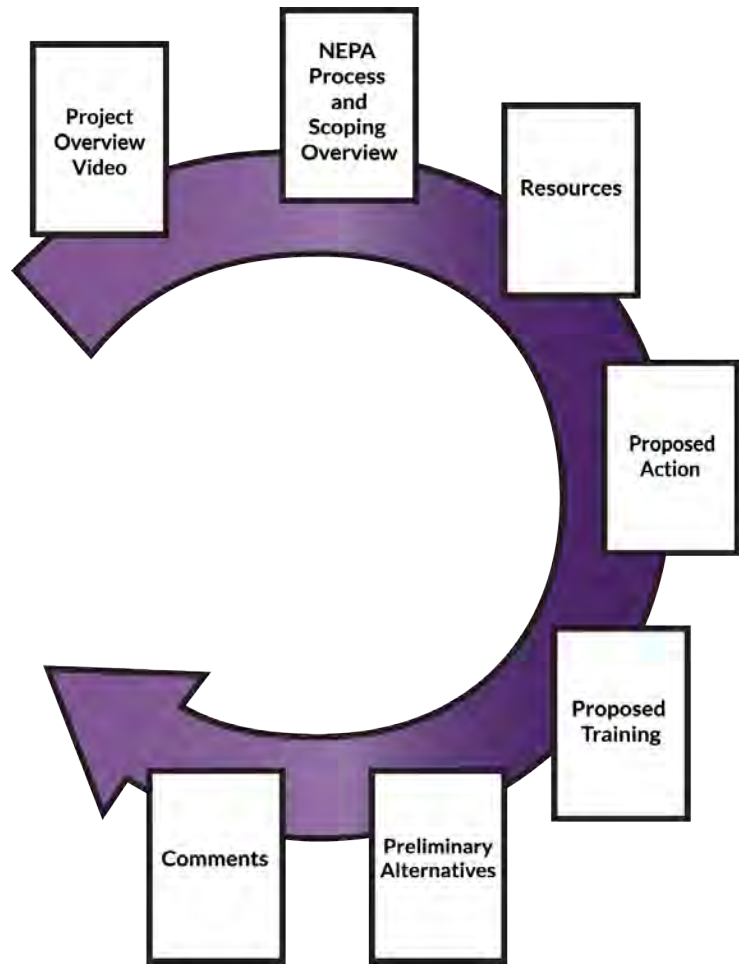 Project
Overview
Video
NEPA
Process
and
Scoping
Overview
Resources
Proposed
Action
Proposed
Training
Preliminary
Alternatives
Comments